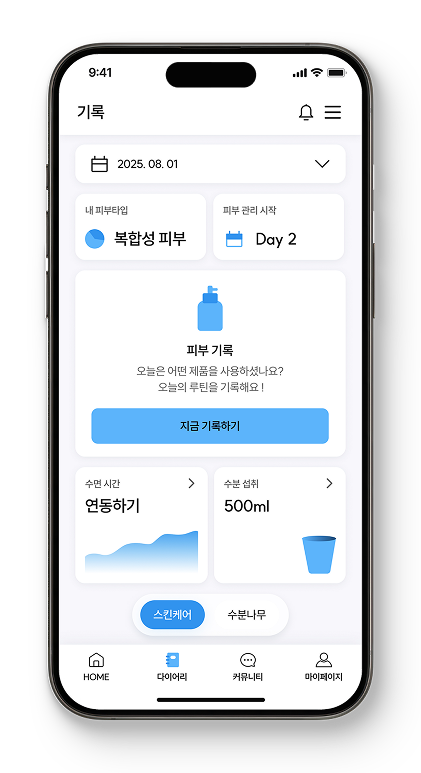 9:41
기록
2025. 08. 01
내 피부타입
복합성 피부
피부 관리 시작
Day 2
피부 기록
오늘은 어떤 제품을 사용하셨나요?
오늘의 루틴을 기록해요 !
지금 기록하기
수면 시간
연동하기
수분 섭취
500ml
스킨케어
수분나무
HOME
다이어리
커뮤니티
마이페이지